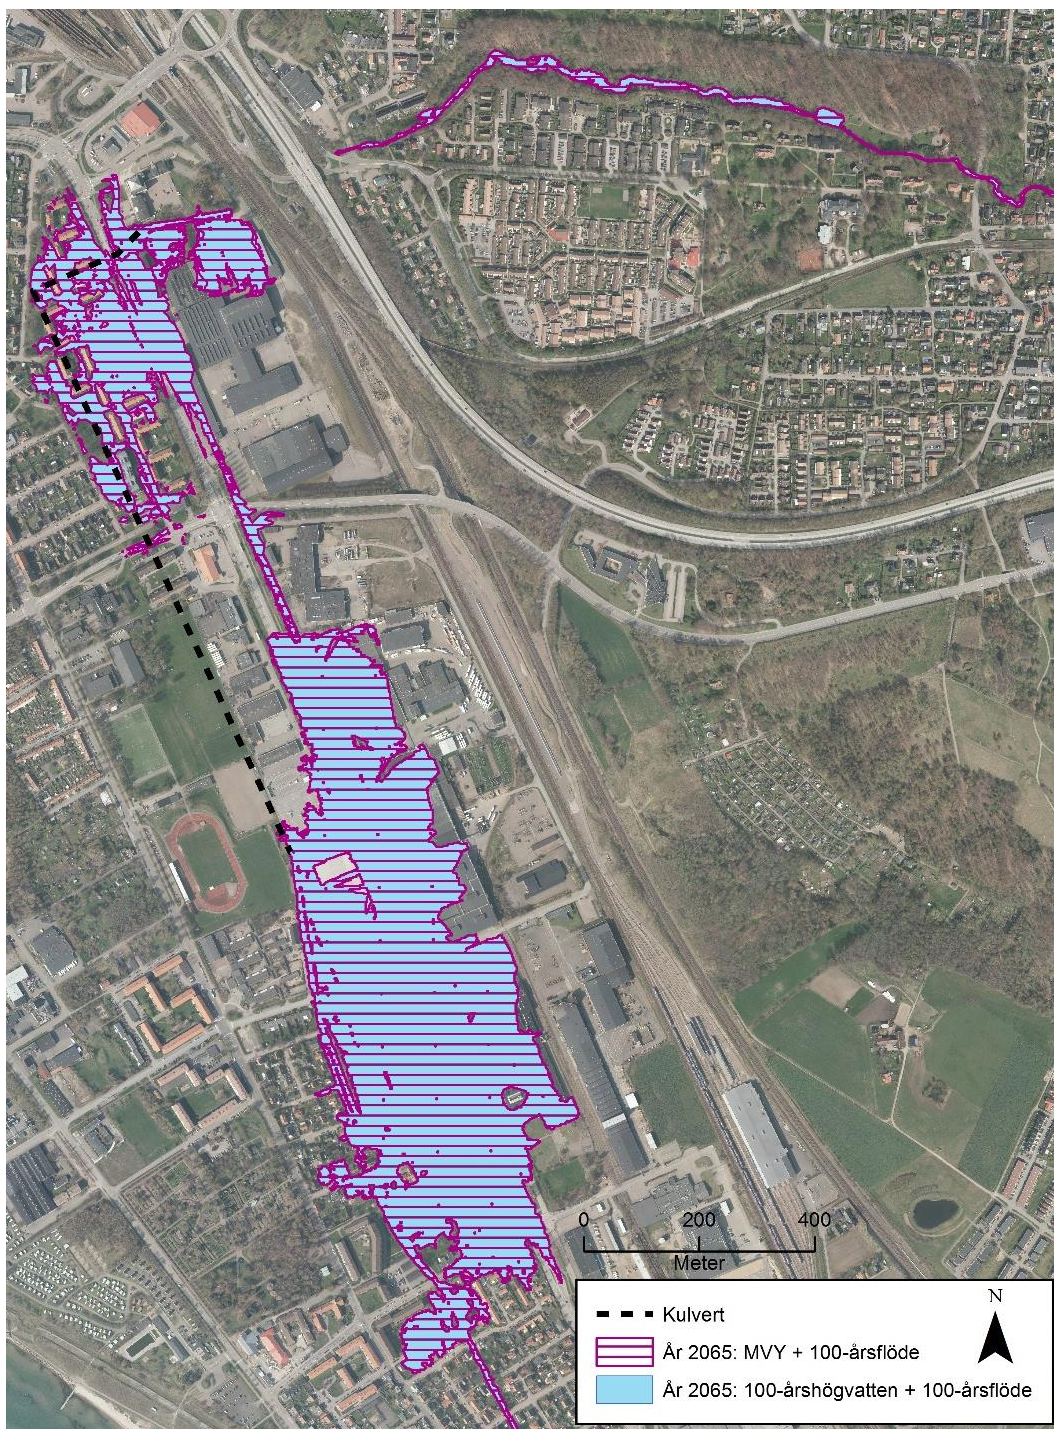 0 200 400
Meter
N
Kulvert
År 2065: MVY + 100-årsflöde
År 2065: 100-årshögvatten + 100-årsflöde